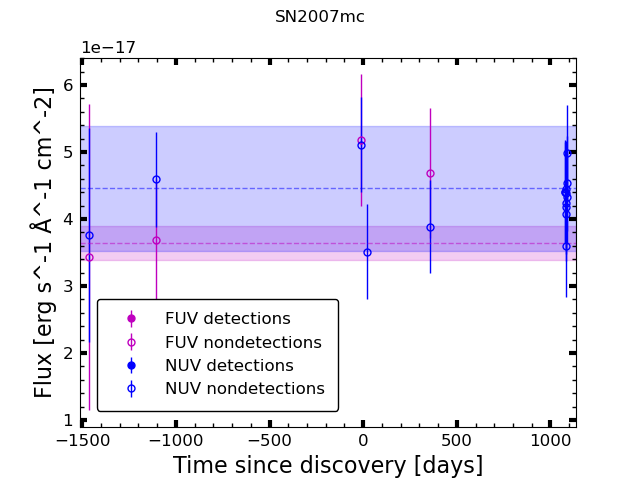 SN2007mc
1e−17
6
5
4
3
2
1
Flux [erg s^-1 Å^-1 cm^-2]
FUV detections
FUV nondetections
NUV detections
NUV nondetections
−1500 −1000 −500 0 500 1000
Time since discovery [days]